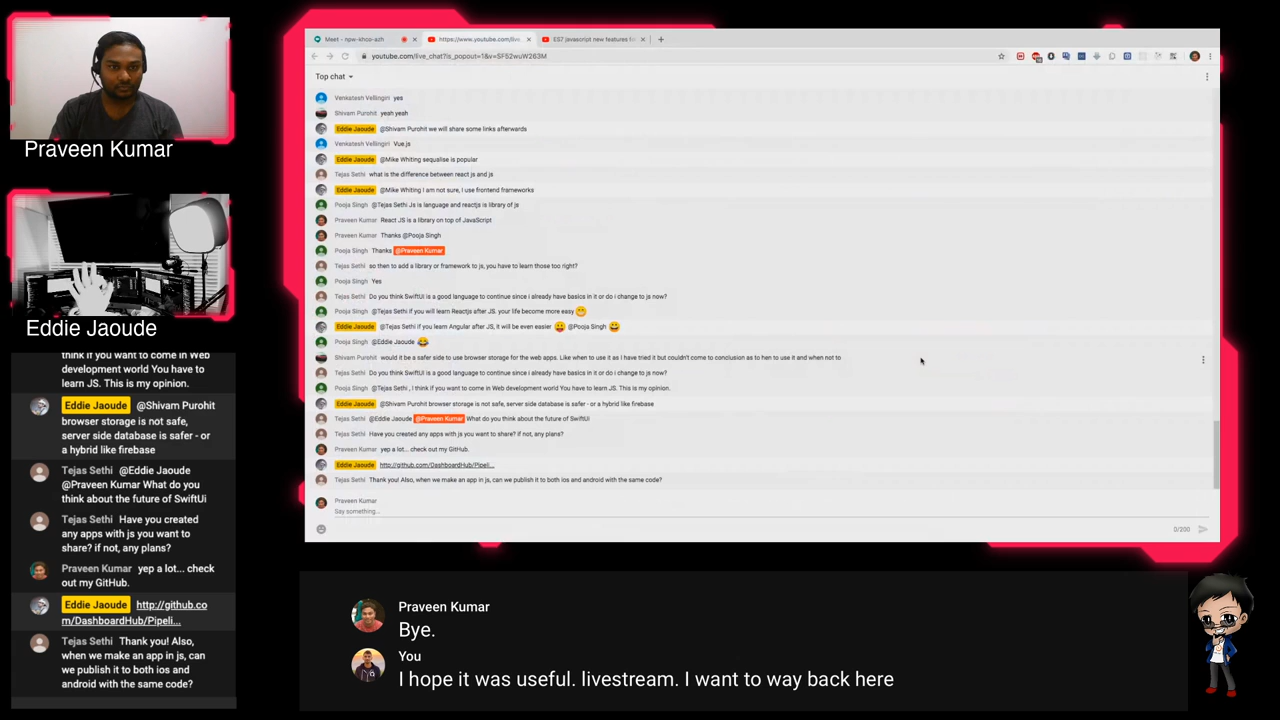 Praveen Kumar
Eddie Jaoude
think if you want to come in Web
development world You have to
learn JS. This is my opinion.
Eddie Jaoude @Shivam Purohit
browser storage is not safe,
server side database is safer - or
a hybrid like firebase
Tejas Sethi @Eddie Jaoude
@Praveen Kumar What do you
think about the future of SwiftUi
Tejas Sethi Have you created
any apps with js you want to
share? if not, any plans?
Praveen Kumar yep a lot... check
out my GitHub.
Eddie Jaoude http://github.co
m/DashboardHub/Pipeli...
Tejas Sethi Thank you! Also,
when we make an app in js, can
we publish it to both ios and
android with the same code?
Meet - npw-khoz-azh
https://www.youtube.com/live
ES7 javascript new features
youtube.com/live_chat?is_popout=1&v=SF52wuW263M
Top chat
Venkatesh Vellingiri yes
Shivam Purohit yeah yeah
Eddie Jaoude @Shivam Purohit we will share some links afterwards
Venkatesh Vellingiri Vue.js
Eddie Jaoude @Mike Whiting sequalise is popular
Tejas Sethi what is the difference between react js and js
Eddie Jaoude @Mike Whiting I am not sure, I use frontend frameworks
Pooja Singh @Tejas Sethi Js is language and reactjs is library of js
Praveen Kumar React JS is a library on top of JavaScript
Praveen Kumar Thanks @Pooja Singh
Pooja Singh Thanks @Praveen Kumar
Tejas Sethi so then to add a library or framework to js, you have to learn those too right?
Pooja Singh Yes
Tejas Sethi Do you think SwiftUi is a good language to continue since i already have basics in it or do i change to js now?
Pooja Singh @Tejas Sethi if you will learn Reactjs after JS. your life become more easy 😁
Eddie Jaoude @Tejas Sethi if you learn Angular after JS, it will be even easier 😛 @Pooja Singh 😄
Pooja Singh @Eddie Jaoude 😂
Shivam Purohit would it be a safer side to use browser storage for the web apps. Like when to use it as i have tried it but couldn't come to conclusion as to hen to use it and when not to
Tejas Sethi Do you think SwiftUi is a good language to continue since i already have basics in it or do i change to js now?
Pooja Singh @Tejas Sethi , I think if you want to come in Web development world You have to learn JS. This is my opinion.
Eddie Jaoude @Shivam Purohit browser storage is not safe, server side database is safer - or a hybrid like firebase
Tejas Sethi @Eddie Jaoude @Praveen Kumar What do you think about the future of SwiftUi
Tejas Sethi Have you created any apps with js you want to share? if not, any plans?
Praveen Kumar yep a lot... check out my GitHub.
Eddie Jaoude http://github.com/DashboardHub/Pipeli...
Tejas Sethi Thank you! Also, when we make an app in js, can we publish it to both ios and android with the same code?
Praveen Kumar
Say something...
0/200
Praveen Kumar
Bye.
You
I hope it was useful. livestream. I want to way back here